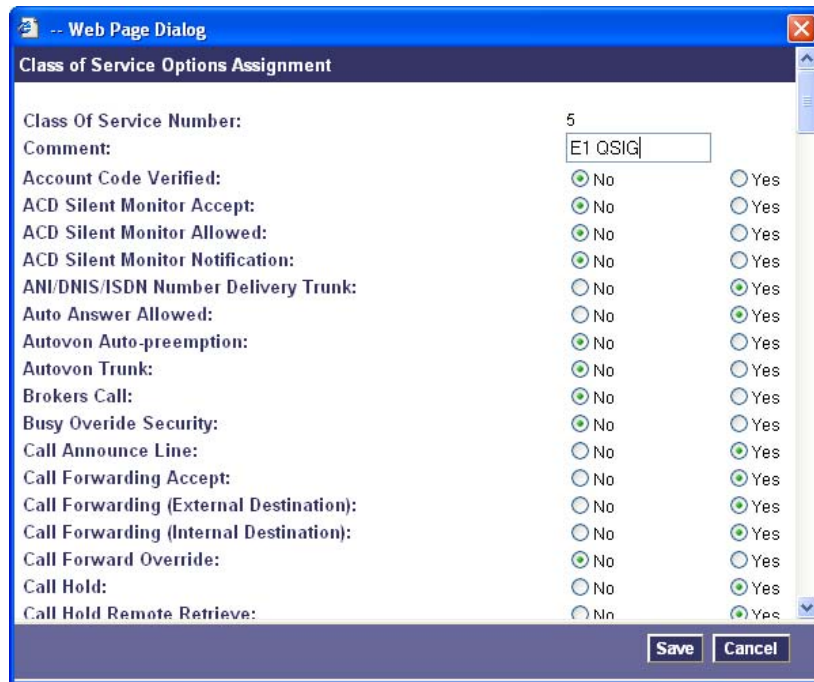 -- Web Page Dialog
Class of Service Options Assignment
Class Of Service Number: 5
Comment: E1 QSIG
Account Code Verified: No Yes
ACD Silent Monitor Accept: No Yes
ACD Silent Monitor Allowed: No Yes
ACD Silent Monitor Notification: No Yes
ANI/DNIS/ISDN Number Delivery Trunk: No Yes
Auto Answer Allowed: No Yes
Autovon Auto-preemption: No Yes
Autovon Trunk: No Yes
Brokers Call: No Yes
Busy Overide Security: No Yes
Call Announce Line: No Yes
Call Forwarding Accept: No Yes
Call Forwarding (External Destination): No Yes
Call Forwarding (Internal Destination): No Yes
Call Forward Override: No Yes
Call Hold: No Yes
Call Hold Remote Retrieve: No Yes
Save Cancel